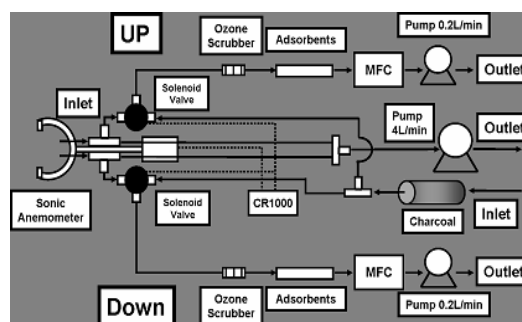 UP
Ozone
Scrubber
Adsorbents
Pump 0.2L/min
MFC
Outlet
Inlet
Solenoid
Valve
Pump
4L/min
Outlet
Sonic
Anemometer
Solenoid
Valve
CR1000
Charcoal
Inlet
Down
Ozone
Scrubber
Adsorbents
MFC
Outlet
Pump 0.2L/min